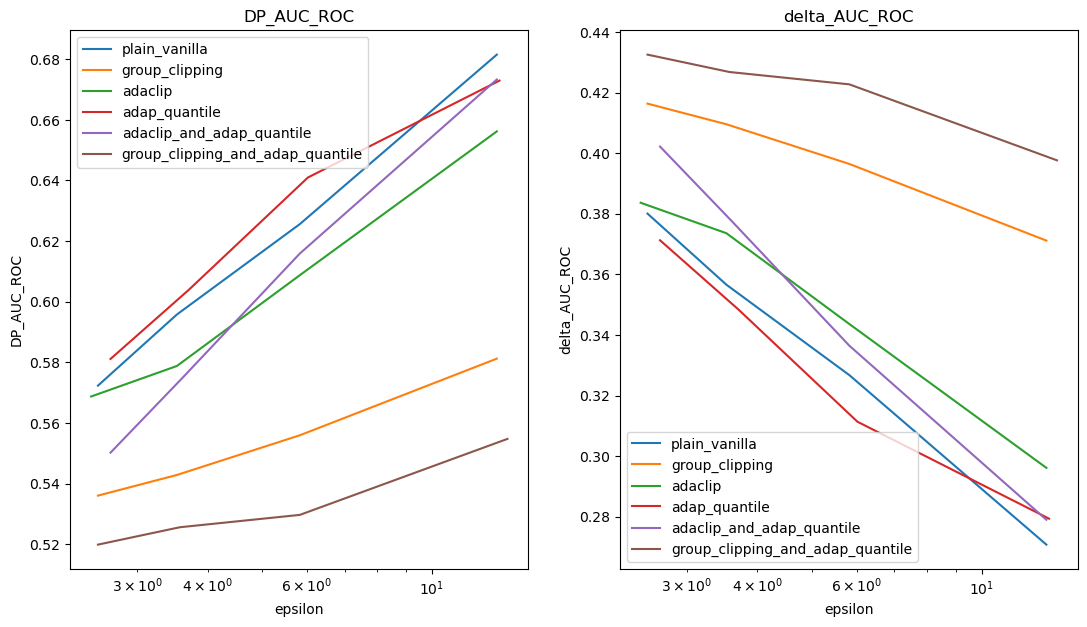 DP_AUC_ROC
plain_vanilla
group_clipping
adaclip
adap_quantile
adaclip_and_adap_quantile
group_clipping_and_adap_quantile
DP_AUC_ROC
0.68
0.66
0.64
0.62
0.60
0.58
0.56
0.54
0.52
3 × 10⁰
4 × 10⁰
6 × 10⁰
10¹
epsilon
delta_AUC_ROC
delta_AUC_ROC
0.44
0.42
0.40
0.38
0.36
0.34
0.32
0.30
0.28
plain_vanilla
group_clipping
adaclip
adap_quantile
adaclip_and_adap_quantile
group_clipping_and_adap_quantile
3 × 10⁰
4 × 10⁰
6 × 10⁰
10¹
epsilon